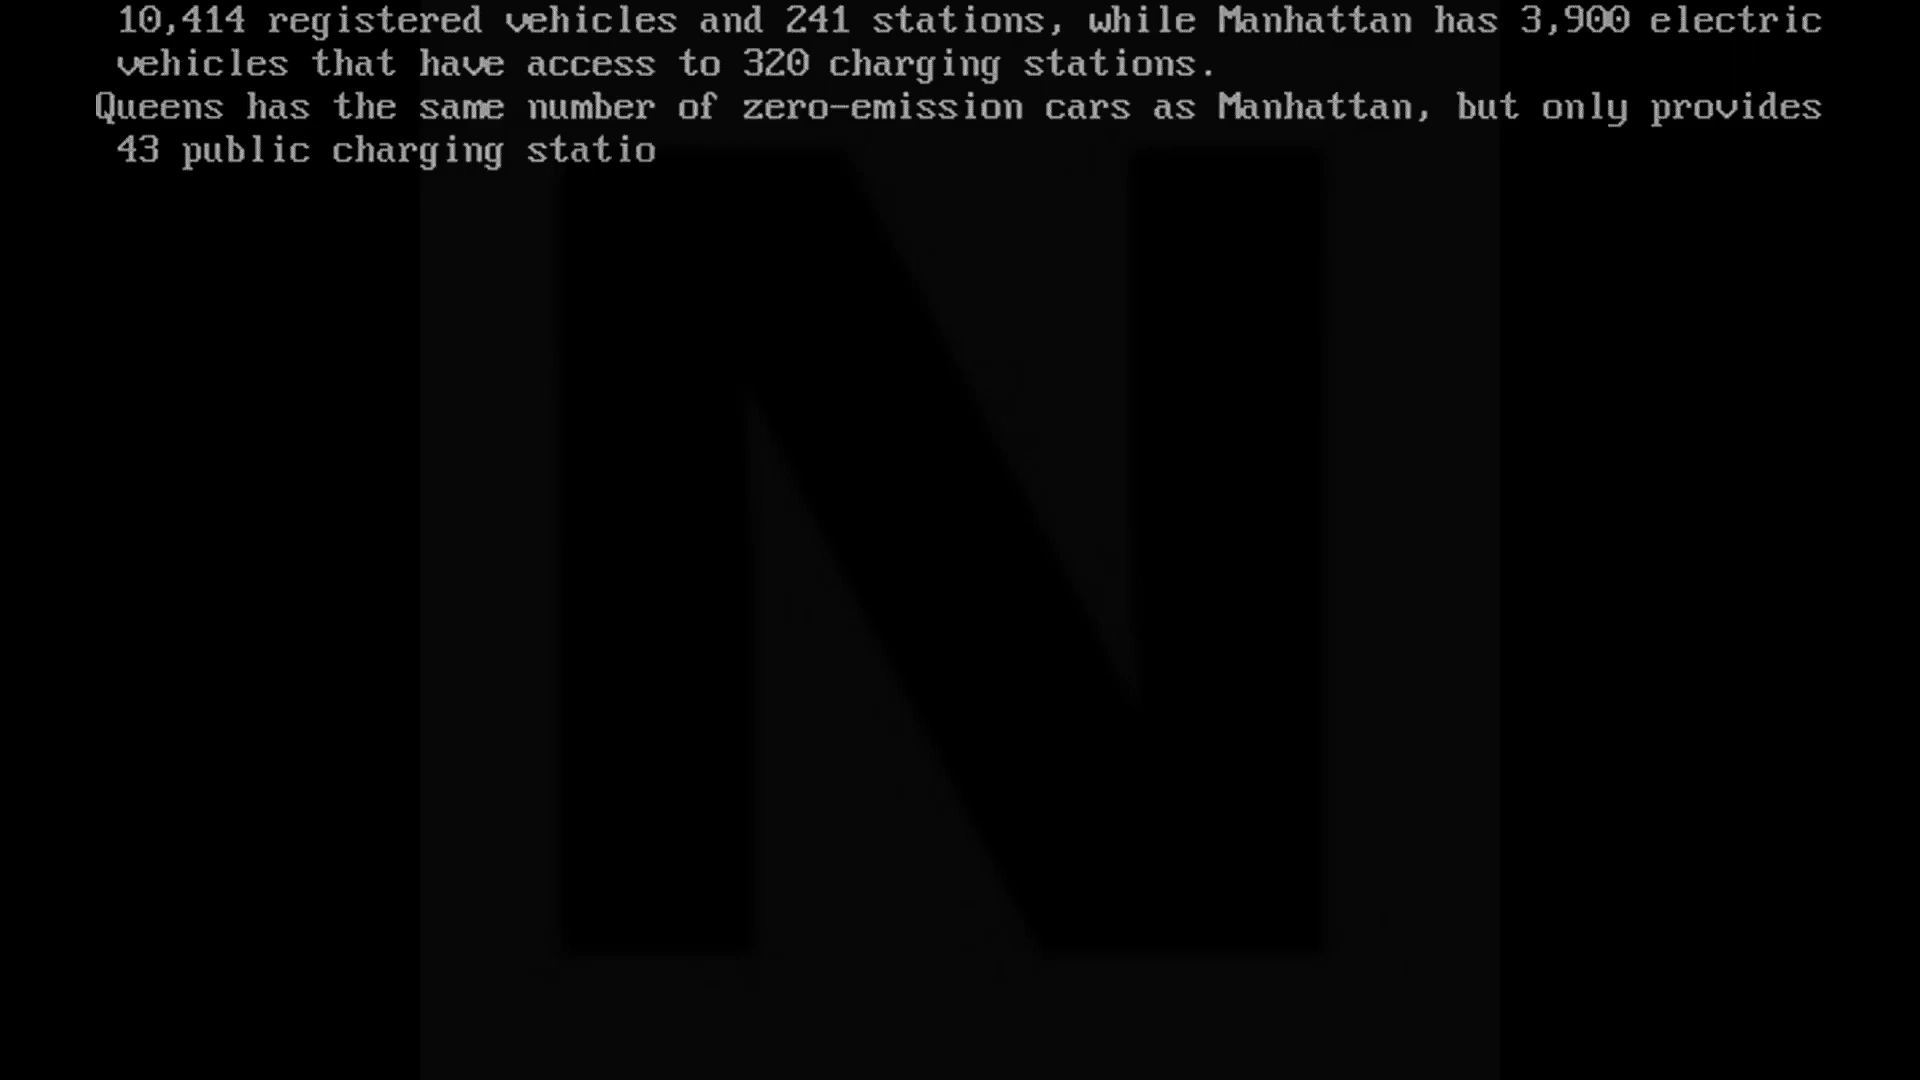 10,414 registered vehicles and 241 stations, while Manhattan has 3,900 electric
vehicles that have access to 320 charging stations.
Queens has the same number of zero-emission cars as Manhattan, but only provides
43 public charging statio
N